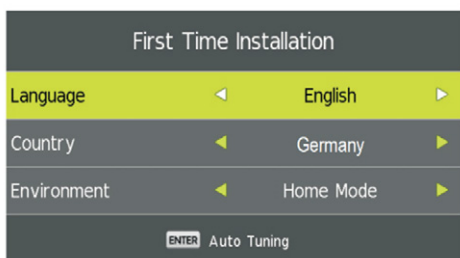 First Time Installation
Language English
Country Germany
Environment Home Mode
ENTER Auto Tuning